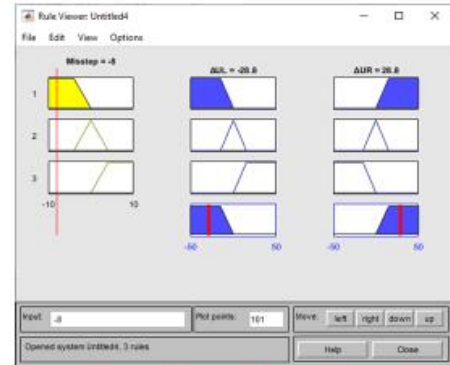 Rule Viewer: Untitled4
File Edit View Options
Misstep = -8
ΔUL = -28.8
ΔUR = 28.8
1
2
3
-10 10
-50 50
-50 50
Input: -8
Plot points: 101
Move: left right down up
Opened system Untitled4, 3 rules
Help Close